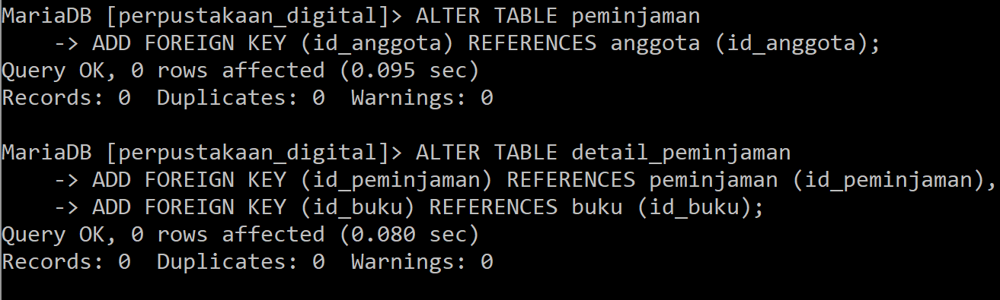 MariaDB [perpustakaan_digital]> ALTER TABLE peminjaman
    -> ADD FOREIGN KEY (id_anggota) REFERENCES anggota (id_anggota);
Query OK, 0 rows affected (0.095 sec)
Records: 0  Duplicates: 0  Warnings: 0

MariaDB [perpustakaan_digital]> ALTER TABLE detail_peminjaman
    -> ADD FOREIGN KEY (id_peminjaman) REFERENCES peminjaman (id_peminjaman),
    -> ADD FOREIGN KEY (id_buku) REFERENCES buku (id_buku);
Query OK, 0 rows affected (0.080 sec)
Records: 0  Duplicates: 0  Warnings: 0